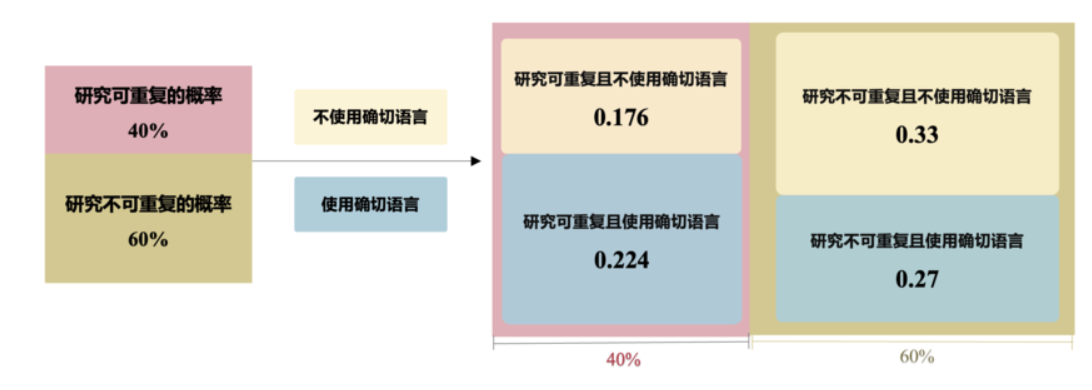 研究可重复的概率
40%
研究不可重复的概率
60%
不使用确切语言
使用确切语言
研究可重复且不使用确切语言
0.176
研究可重复且使用确切语言
0.224
研究不可重复且不使用确切语言
0.33
研究不可重复且使用确切语言
0.27
40%
60%